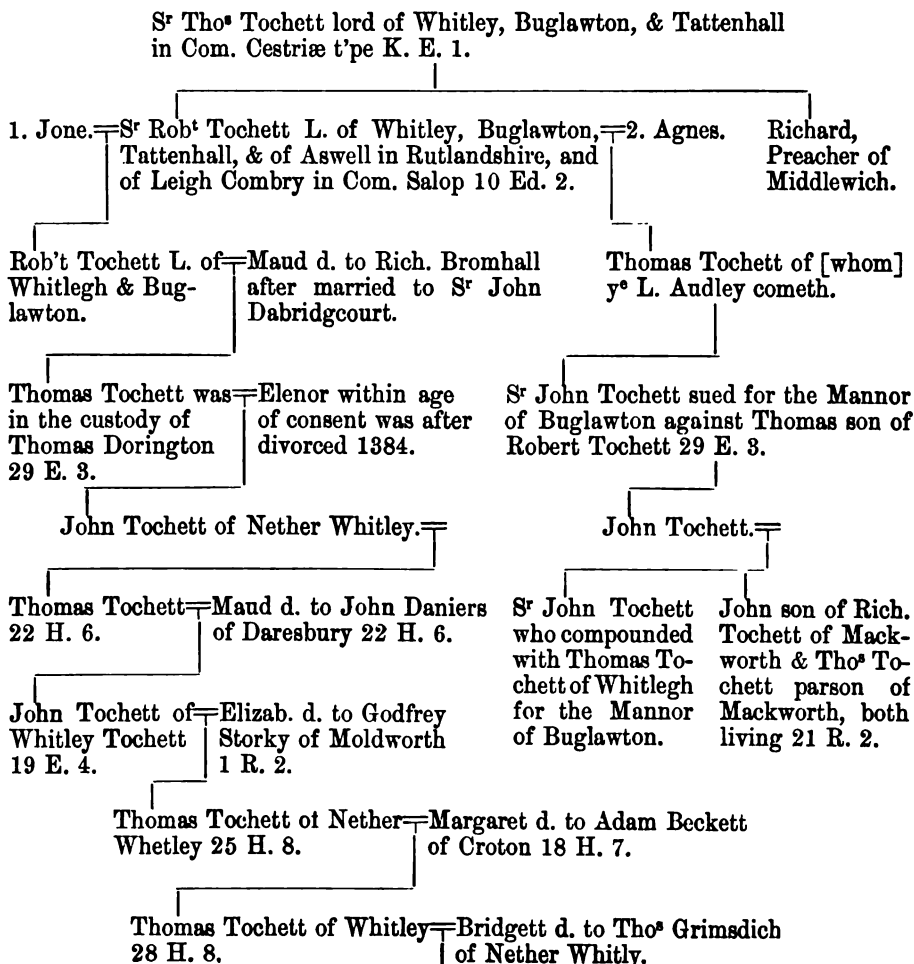 Sʳ Thoˢ Tochett lord of Whitley, Buglawton, & Tattenhall
in Com. Cestriæ t'pe K. E. 1.
1. Jone.
Sʳ Robᵗ Tochett L. of Whitley, Buglawton,
Tattenhall, & of Aswell in Rutlandshire, and
of Leigh Combry in Com. Salop 10 Ed. 2.
2. Agnes.
Richard,
Preacher of
Middlewich.
Rob't Tochett L. of
Whitlegh & Bug-
lawton.
Maud d. to Rich. Bromhall
after married to Sʳ John
Dabridgcourt.
Thomas Tochett of [whom]
yᵉ L. Audley cometh.
Thomas Tochett was
in the custody of
Thomas Dorington
29 E. 3.
Elenor within age
of consent was after
divorced 1384.
Sʳ John Tochett sued for the Mannor
of Buglawton against Thomas son of
Robert Tochett 29 E. 3.
John Tochett of Nether Whitley.
John Tochett.
Thomas Tochett
22 H. 6.
Maud d. to John Daniers
of Daresbury 22 H. 6.
Sʳ John Tochett
who compounded
with Thomas To-
chett of Whitlegh
for the Mannor
of Buglawton.
John son of Rich.
Tochett of Mack-
worth & Thoˢ To-
chett parson of
Mackworth, both
living 21 R. 2.
John Tochett of
Whitley Tochett
19 E. 4.
Elizab. d. to Godfrey
Storky of Moldworth
1 R. 2.
Thomas Tochett of Nether
Whetley 25 H. 8.
Margaret d. to Adam Beckett
of Croton 18 H. 7.
Thomas Tochett of Whitley
28 H. 8.
Bridgett d. to Thoˢ Grimsdich
of Nether Whitly.